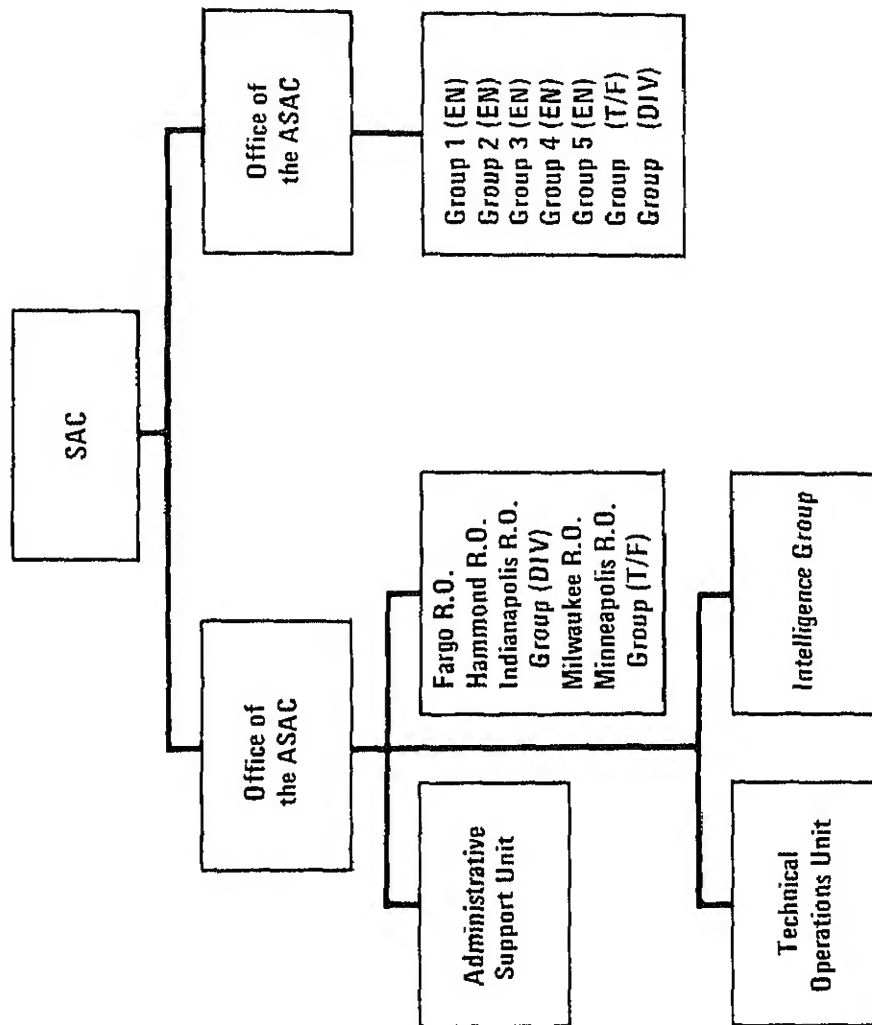 SAC
Office of
the ASAC
Office of
the ASAC
Administrative
Support Unit
Fargo R.O.
Hammond R.O.
Indianapolis R.O.
Group (DIV)
Milwaukee R.O.
Minneapolis R.O.
Group (T/F)
Group 1 (EN)
Group 2 (EN)
Group 3 (EN)
Group 4 (EN)
Group 5 (EN)
Group (T/F)
Group (DIV)
Technical
Operations Unit
Intelligence Group